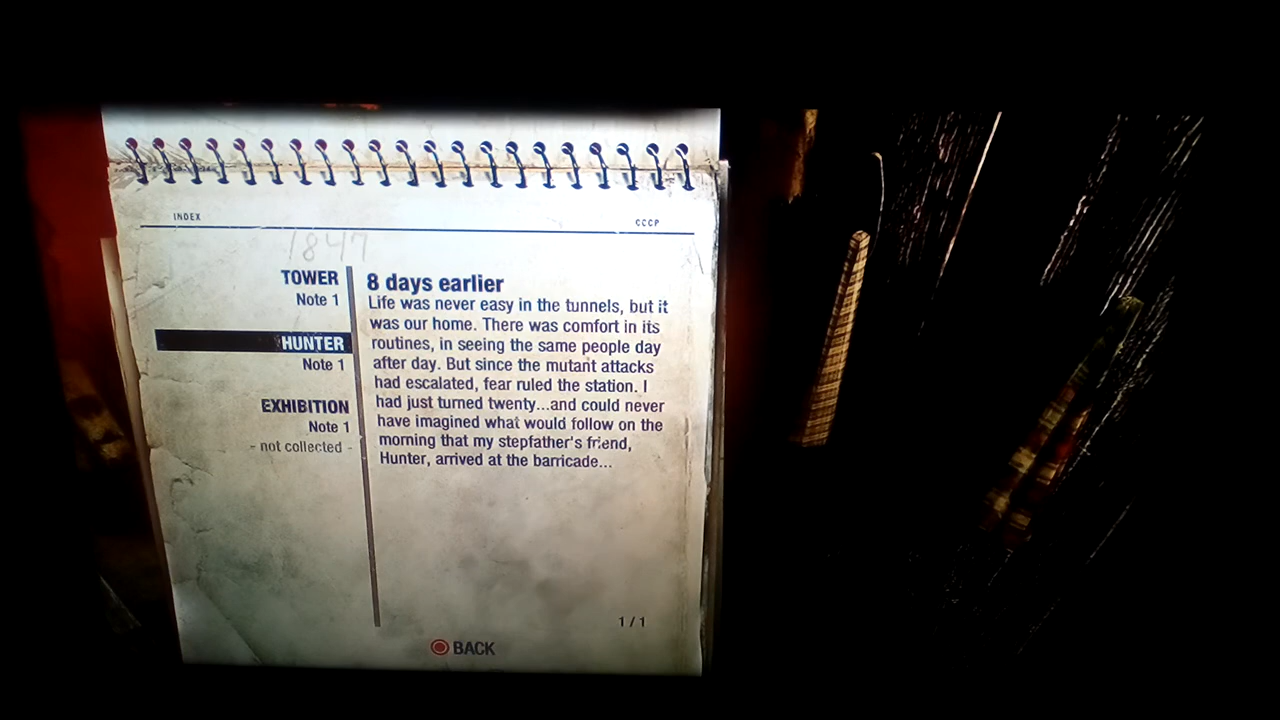 INDEX
CCCP
1847
TOWER
Note 1
HUNTER
Note 1
EXHIBITION
Note 1
- not collected -
8 days earlier
Life was never easy in the tunnels, but it
was our home. There was comfort in its
routines, in seeing the same people day
after day. But since the mutant attacks
had escalated, fear ruled the station. I
had just turned twenty...and could never
have imagined what would follow on the
morning that my stepfather's friend,
Hunter, arrived at the barricade...
1/1
BACK